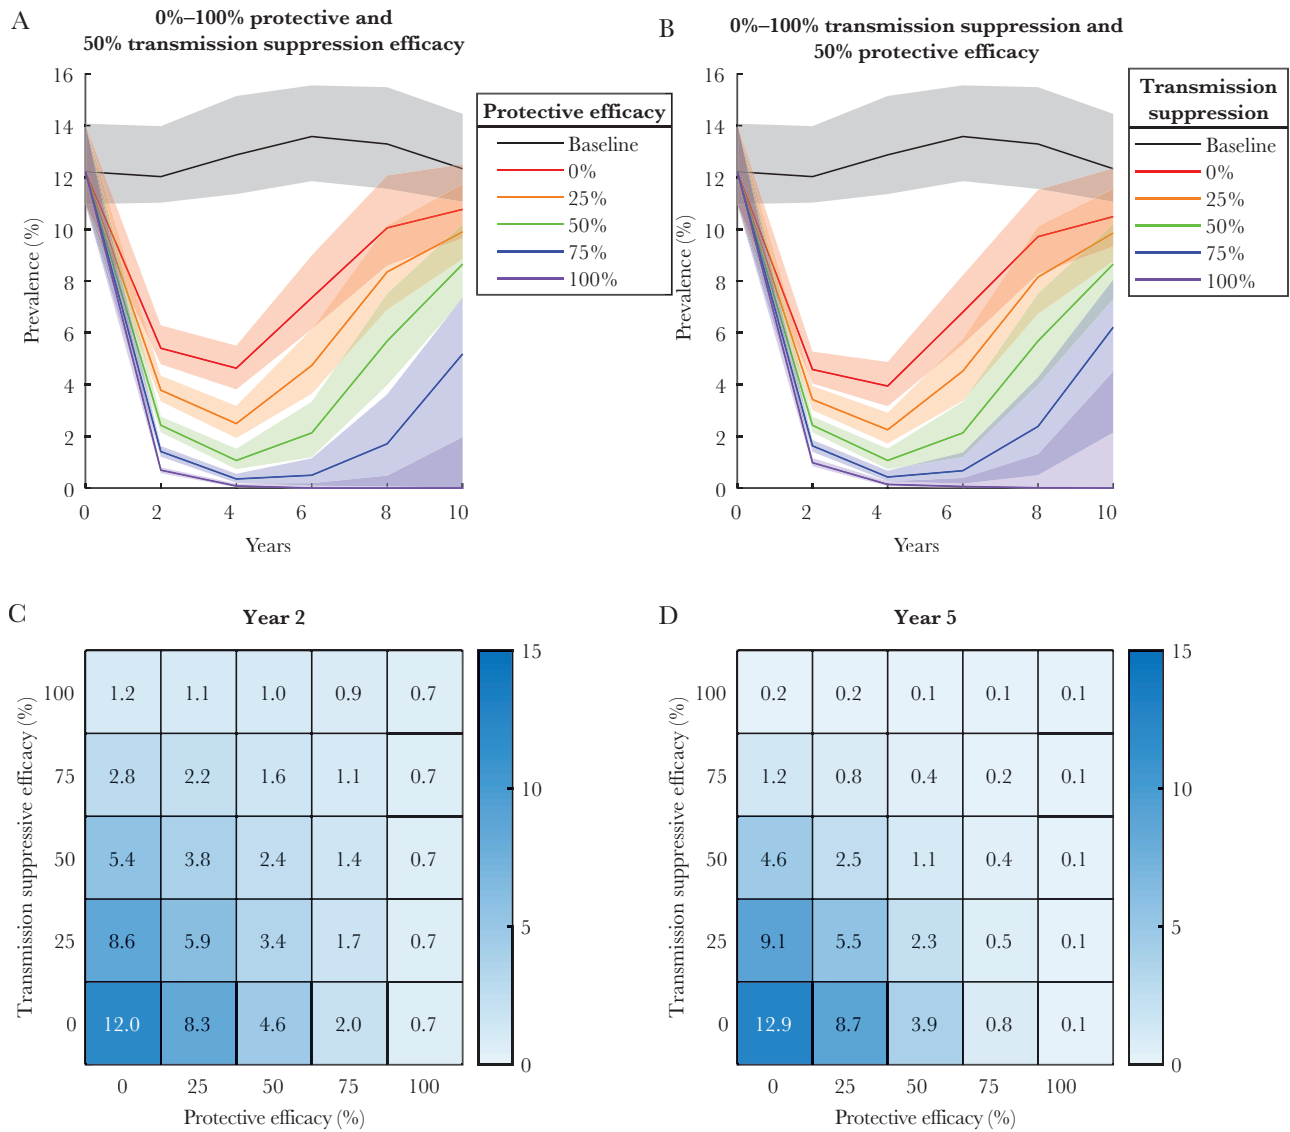 A
0%–100% protective and
50% transmission suppression efficacy
16
14
12
10
8
6
4
2
0
Prevalence (%)
0
2
4
6
8
10
Years
Protective efficacy
Baseline
0%
25%
50%
75%
100%
B
0%–100% transmission suppression and
50% protective efficacy
16
14
12
10
8
6
4
2
0
Prevalence (%)
0
2
4
6
8
10
Years
Transmission
suppression
Baseline
0%
25%
50%
75%
100%
C
Year 2
Transmission suppressive efficacy (%)
100 1.2 1.1 1.0 0.9 0.7
75 2.8 2.2 1.6 1.1 0.7
50 5.4 3.8 2.4 1.4 0.7
25 8.6 5.9 3.4 1.7 0.7
0 12.0 8.3 4.6 2.0 0.7
0 25 50 75 100
Protective efficacy (%)
15
10
5
0
D
Year 5
Transmission suppressive efficacy (%)
100 0.2 0.2 0.1 0.1 0.1
75 1.2 0.8 0.4 0.2 0.1
50 4.6 2.5 1.1 0.4 0.1
25 9.1 5.5 2.3 0.5 0.1
0 12.9 8.7 3.9 0.8 0.1
0 25 50 75 100
Protective efficacy (%)
15
10
5
0